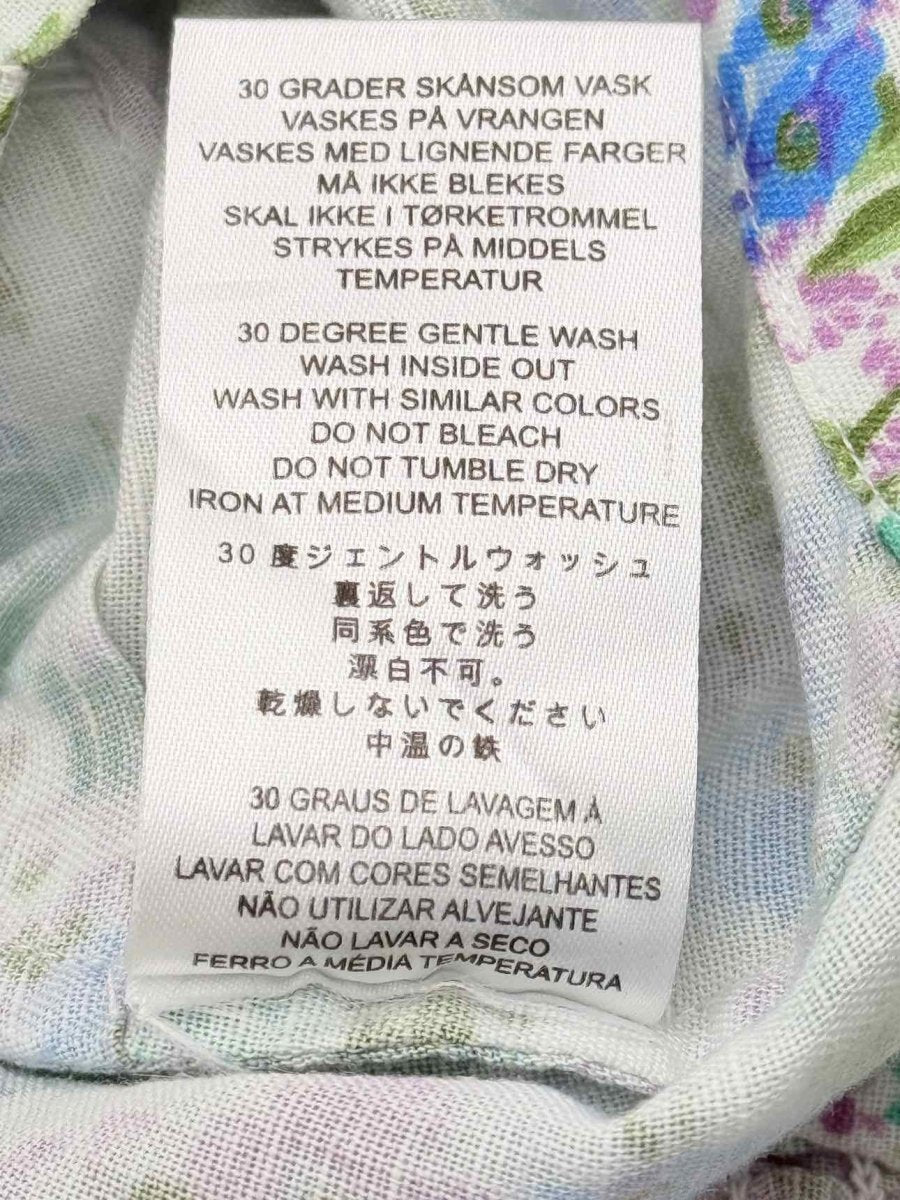 30 GRADER SKÅNSOM VASK
VASKES PÅ VRANGEN
VASKES MED LIGNENDE FARGER
MÅ IKKE BLEKES
SKAL IKKE I TØRKETROMMEL
STRYKES PÅ MIDDELS
TEMPERATUR
30 DEGREE GENTLE WASH
WASH INSIDE OUT
WASH WITH SIMILAR COLORS
DO NOT BLEACH
DO NOT TUMBLE DRY
IRON AT MEDIUM TEMPERATURE
30 度ジェントルウォッシュ
裏返して洗う
同系色で洗う
漂白不可。
乾燥しないでください
中温の鉄
30 GRAUS DE LAVAGEM À
LAVAR DO LADO AVESSO
LAVAR COM CORES SEMELHANTES
NÃO UTILIZAR ALVEJANTE
NÃO LAVAR A SECO
FERRO A MÉDIA TEMPERATURA